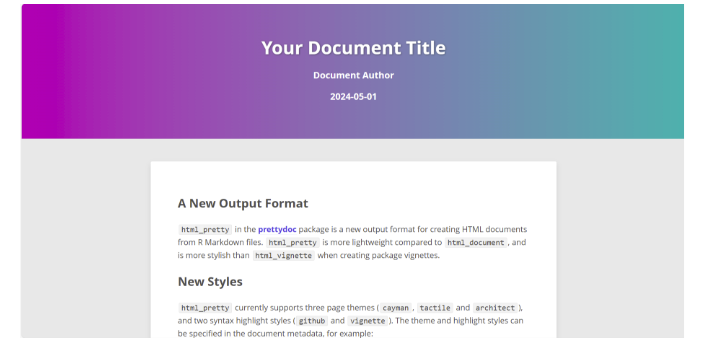 Your Document Title
Document Author
2024-05-01
A New Output Format
html_pretty in the prettydoc package is a new output format for creating HTML documents
from R Markdown files. html_pretty is more lightweight compared to html_document, and
is more stylish than html_vignette when creating package vignettes.
New Styles
html_pretty currently supports three page themes (cayman, tactile and architect),
and two syntax highlight styles (github and vignette). The theme and highlight styles can
be specified in the document metadata, for example: